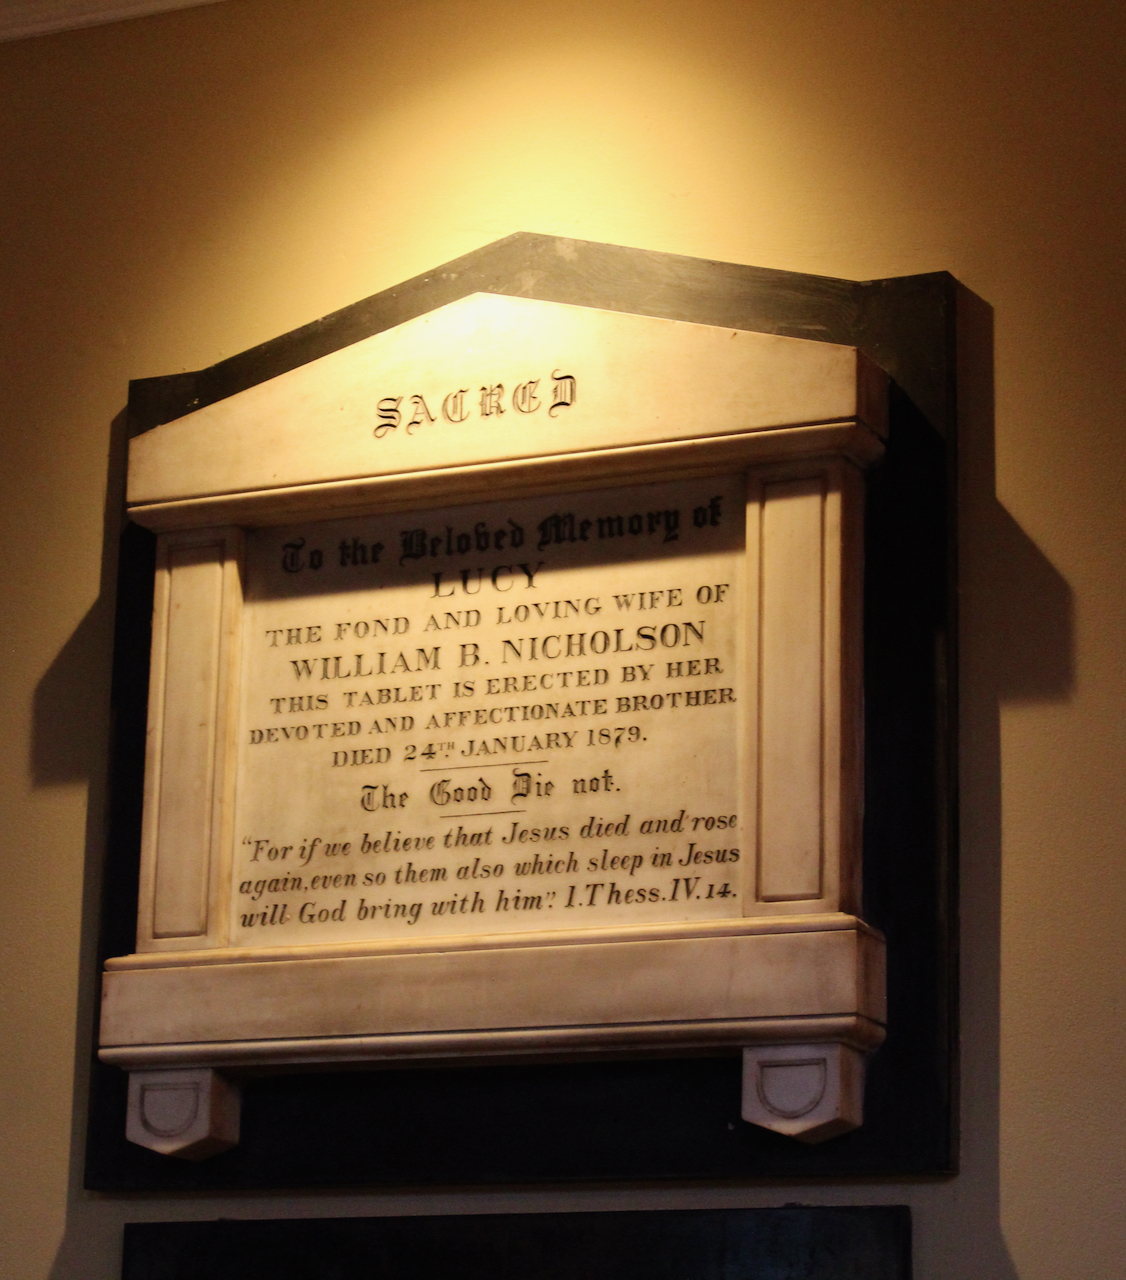 SACRED
To the Beloved Memory of
LUCY
THE FOND AND LOVING WIFE OF
WILLIAM B. NICHOLSON
THIS TABLET IS ERECTED BY HER
DEVOTED AND AFFECTIONATE BROTHER
DIED 24TH JANUARY 1879.
The Good Die not.
"For if we believe that Jesus died and rose
again, even so them also which sleep in Jesus
will God bring with him". 1. Thess. IV. 14.